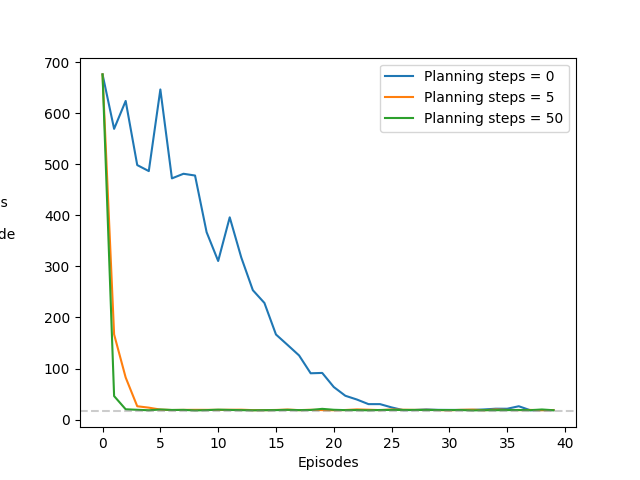 700
600
500
400
300
200
100
0
s
de
Planning steps = 0
Planning steps = 5
Planning steps = 50
0 5 10 15 20 25 30 35 40
Episodes